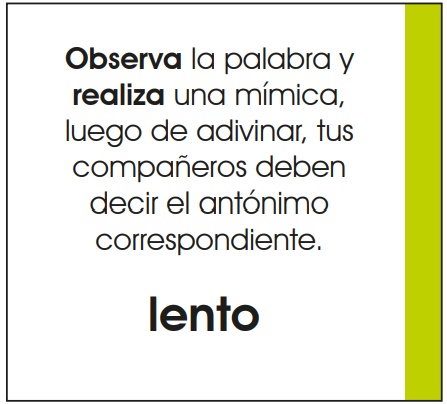 Observa la palabra y
realiza una mímica,
luego de adivinar, tus
compañeros deben
decir el antónimo
correspondiente.
lento